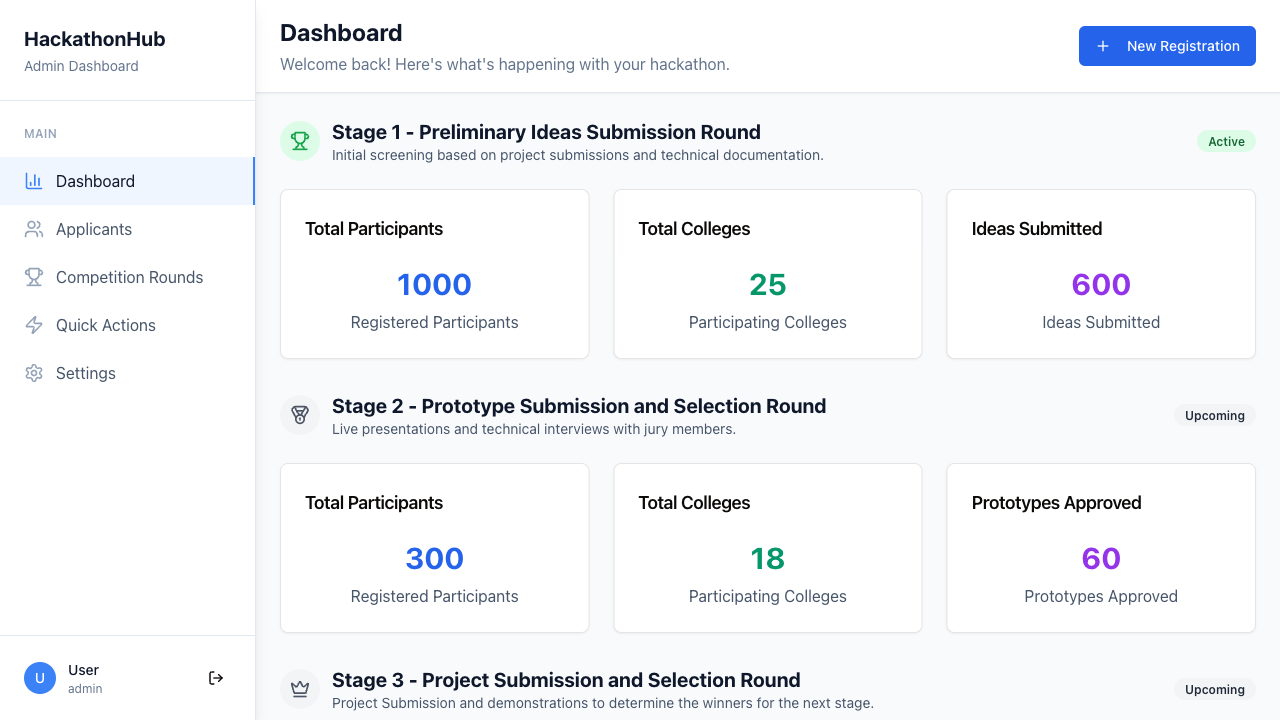 HackathonHub
Admin Dashboard
MAIN
Dashboard
Applicants
Competition Rounds
Quick Actions
Settings
U
User
admin
Dashboard
Welcome back! Here's what's happening with your hackathon.
New Registration
Stage 1 - Preliminary Ideas Submission Round
Initial screening based on project submissions and technical documentation.
Active
Total Participants
1000
Registered Participants
Total Colleges
25
Participating Colleges
Ideas Submitted
600
Ideas Submitted
Stage 2 - Prototype Submission and Selection Round
Live presentations and technical interviews with jury members.
Upcoming
Total Participants
300
Registered Participants
Total Colleges
18
Participating Colleges
Prototypes Approved
60
Prototypes Approved
Stage 3 - Project Submission and Selection Round
Project Submission and demonstrations to determine the winners for the next stage.
Upcoming